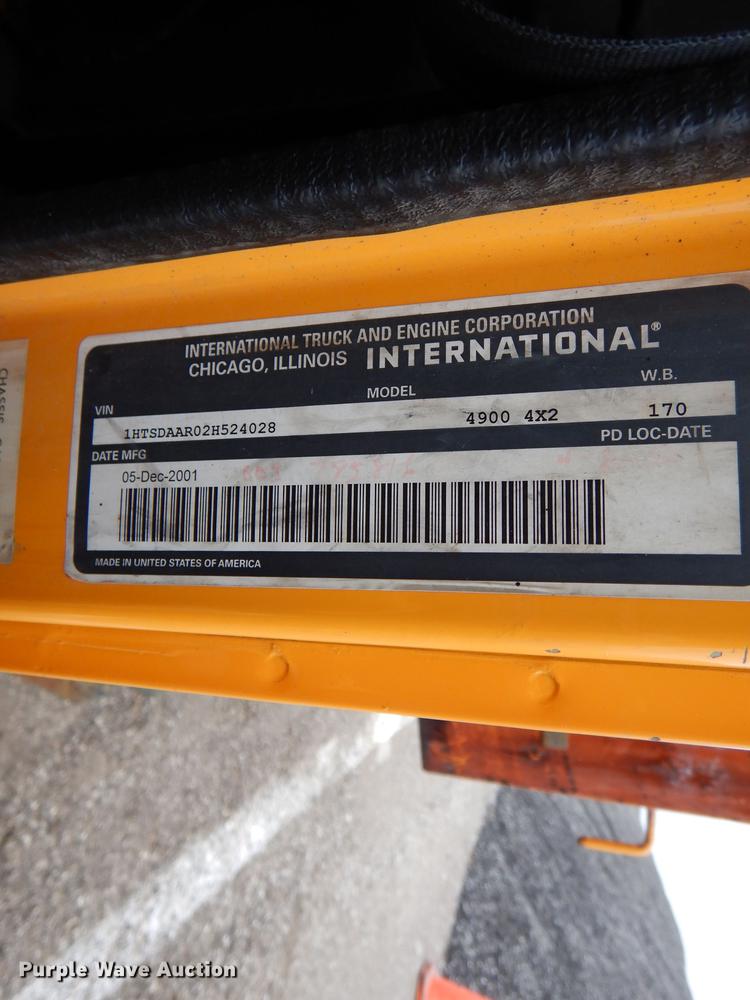 INTERNATIONAL TRUCK AND ENGINE CORPORATION
CHICAGO, ILLINOIS INTERNATIONAL®
VIN MODEL W.B.
1HTSDAAR02H524028 4900 4X2 170
DATE MFG PD LOC-DATE
05-Dec-2001
MADE IN UNITED STATES OF AMERICA
CHASSIS
Purple Wave Auction